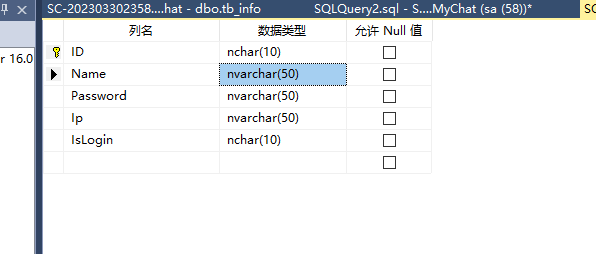 SC-202303302358....hat - dbo.tb_info SQLQuery2.sql - S....MyChat (sa (58))* SC
r 16.0
列名 数据类型 允许 Null 值
ID nchar(10)
Name nvarchar(50)
Password nvarchar(50)
Ip nvarchar(50)
IsLogin nchar(10)